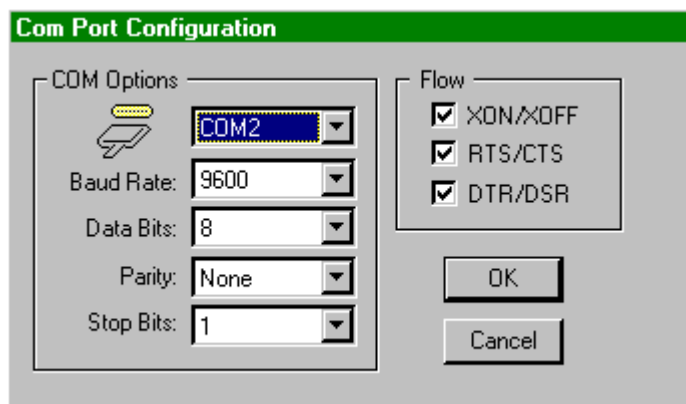 Com Port Configuration
COM Options
COM2
Baud Rate: 9600
Data Bits: 8
Parity: None
Stop Bits: 1
Flow
XON/XOFF
RTS/CTS
DTR/DSR
OK
Cancel